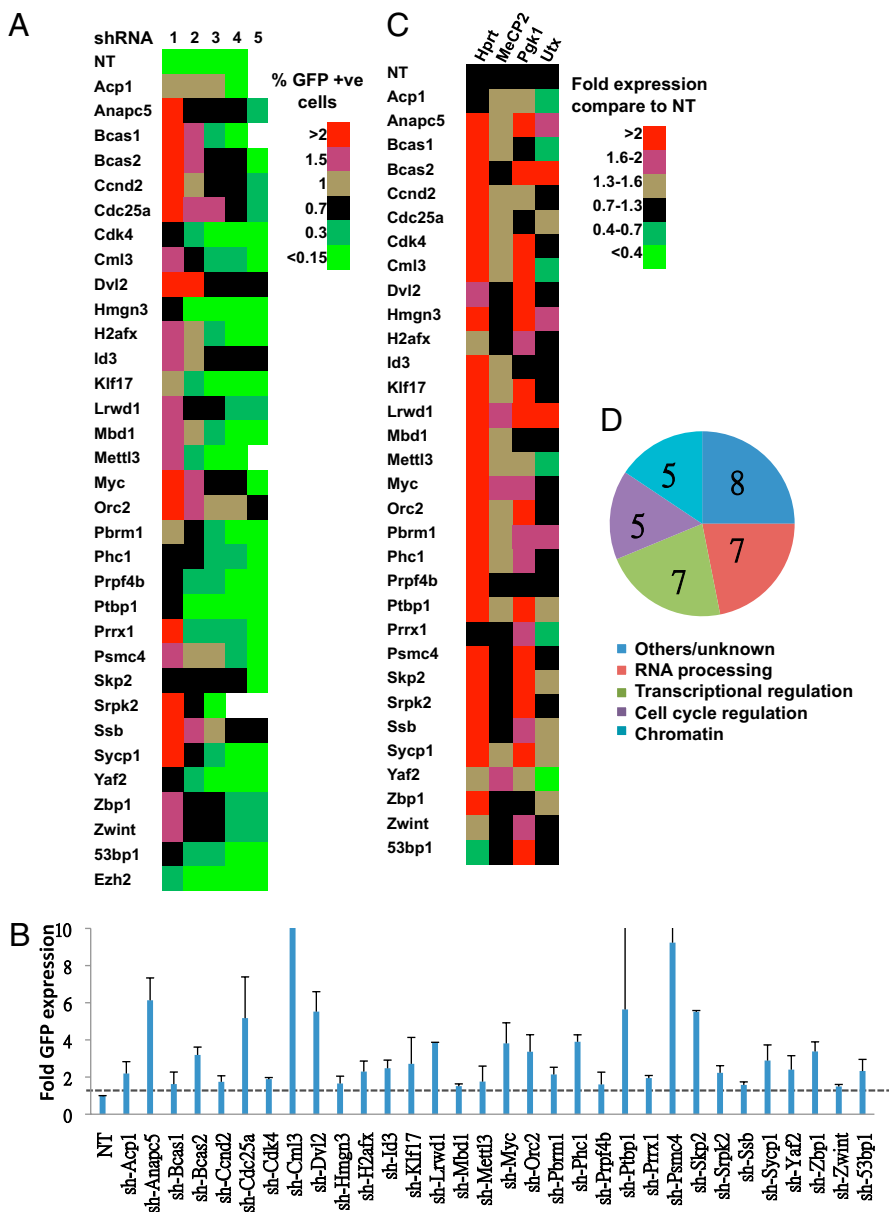 A
shRNA 1 2 3 4 5
NT
Acp1
Anapc5
Bcas1
Bcas2
Ccnd2
Cdc25a
Cdk4
Cml3
Dvl2
Hmgn3
H2afx
Id3
Klf17
Lrwd1
Mbd1
Mettl3
Myc
Orc2
Pbrm1
Phc1
Prpf4b
Ptbp1
Prrx1
Psmc4
Skp2
Srpk2
Ssb
Sycp1
Yaf2
Zbp1
Zwint
53bp1
Ezh2
% GFP +ve
cells
>2
1.5
1
0.7
0.3
<0.15
C
Hprt
MeCP2
Pgk1
Utx
NT
Acp1
Anapc5
Bcas1
Bcas2
Ccnd2
Cdc25a
Cdk4
Cml3
Dvl2
Hmgn3
H2afx
Id3
Klf17
Lrwd1
Mbd1
Mettl3
Myc
Orc2
Pbrm1
Phc1
Prpf4b
Ptbp1
Prrx1
Psmc4
Skp2
Srpk2
Ssb
Sycp1
Yaf2
Zbp1
Zwint
53bp1
Fold expression
compare to NT
>2
1.6-2
1.3-1.6
0.7-1.3
0.4-0.7
<0.4
D
5
8
5
7
7
Others/unknown
RNA processing
Transcriptional regulation
Cell cycle regulation
Chromatin
B
Fold GFP expression
10
8
6
4
2
0
NT
sh-Acp1
sh-Anapc5
sh-Bcas1
sh-Bcas2
sh-Ccnd2
sh-Cdc25a
sh-Cdk4
sh-Cml3
sh-Dvl2
sh-Hmgn3
sh-H2afx
sh-Id3
sh-Klf17
sh-Lrwd1
sh-Mbd1
sh-Mettl3
sh-Myc
sh-Orc2
sh-Pbrm1
sh-Phc1
sh-Prpf4b
sh-Ptbp1
sh-Prrx1
sh-Psmc4
sh-Skp2
sh-Srpk2
sh-Ssb
sh-Sycp1
sh-Yaf2
sh-Zbp1
sh-Zwint
sh-53bp1